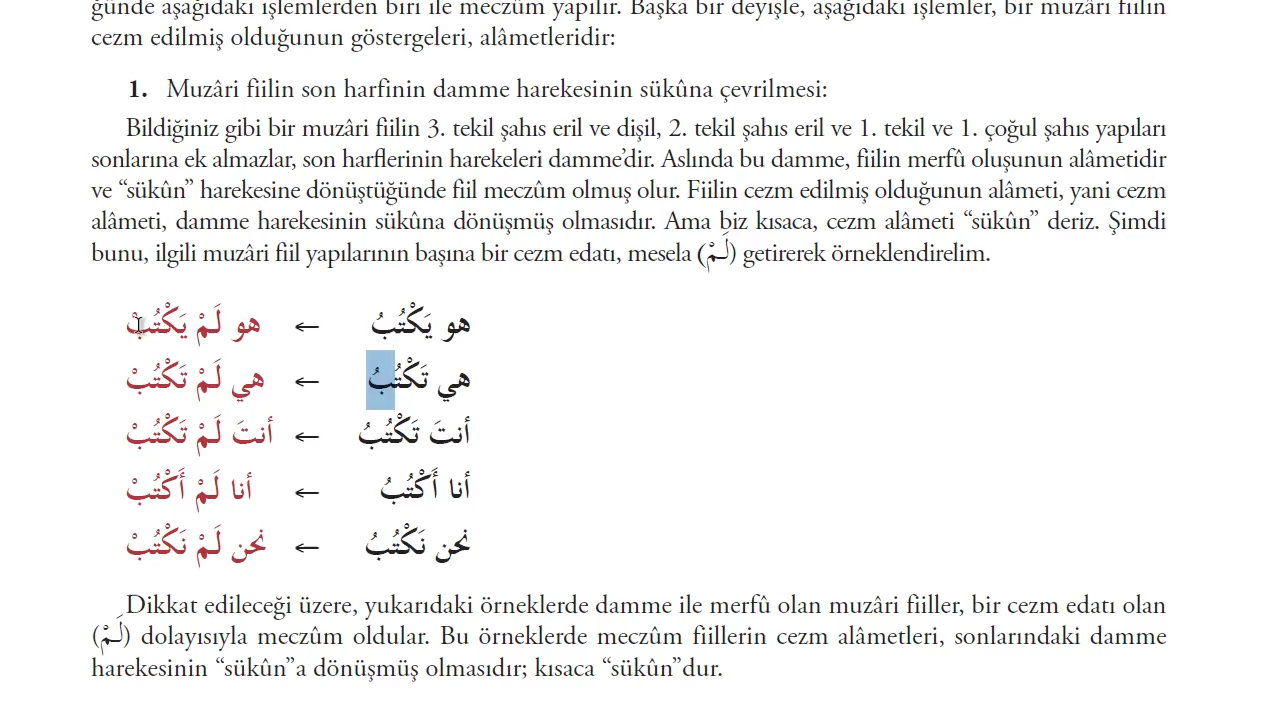 ğünde aşağıdaki işlemlerden biri ile meczûm yapılır. Başka bir deyişle, aşağıdaki işlemler, bir muzâri fiilin
cezm edilmiş olduğunun göstergeleri, alâmetleridir:
1. Muzâri fiilin son harfinin damme harekesinin sükûna çevrilmesi:
Bildiğiniz gibi bir muzâri fiilin 3. tekil şahıs eril ve dişil, 2. tekil şahıs eril ve 1. tekil ve 1. çoğul şahıs yapıları
sonlarına ek almazlar, son harflerinin harekeleri damme’dir. Aslında bu damme, fiilin merfû oluşunun alâmetidir
ve “sükûn” harekesine dönüştüğünde fiil meczûm olmuş olur. Fiilin cezm edilmiş olduğunun alâmeti, yani cezm
alâmeti, damme harekesinin sükûna dönüşmüş olmasıdır. Ama biz kısaca, cezm alâmeti “sükûn” deriz. Şimdi
bunu, ilgili muzâri fiil yapılarının başına bir cezm edatı, mesela (لَمْ) getirerek örneklendirelim.
هو يَكْتُبُ ← هو لَمْ يَكْتُبْ
هي تَكْتُبُ ← هي لَمْ تَكْتُبْ
أنتَ تَكْتُبُ ← أنتَ لَمْ تَكْتُبْ
أنا أَكْتُبُ ← أنا لَمْ أَكْتُبْ
نحن نَكْتُبُ ← نحن لَمْ نَكْتُبْ
Dikkat edileceği üzere, yukarıdaki örneklerde damme ile merfû olan muzâri fiiller, bir cezm edatı olan
(لَمْ) dolayısıyla meczûm oldular. Bu örneklerde meczûm fiillerin cezm alâmetleri, sonlarındaki damme
harekesinin “sükûn”a dönüşmüş olmasıdır; kısaca “sükûn”dur.